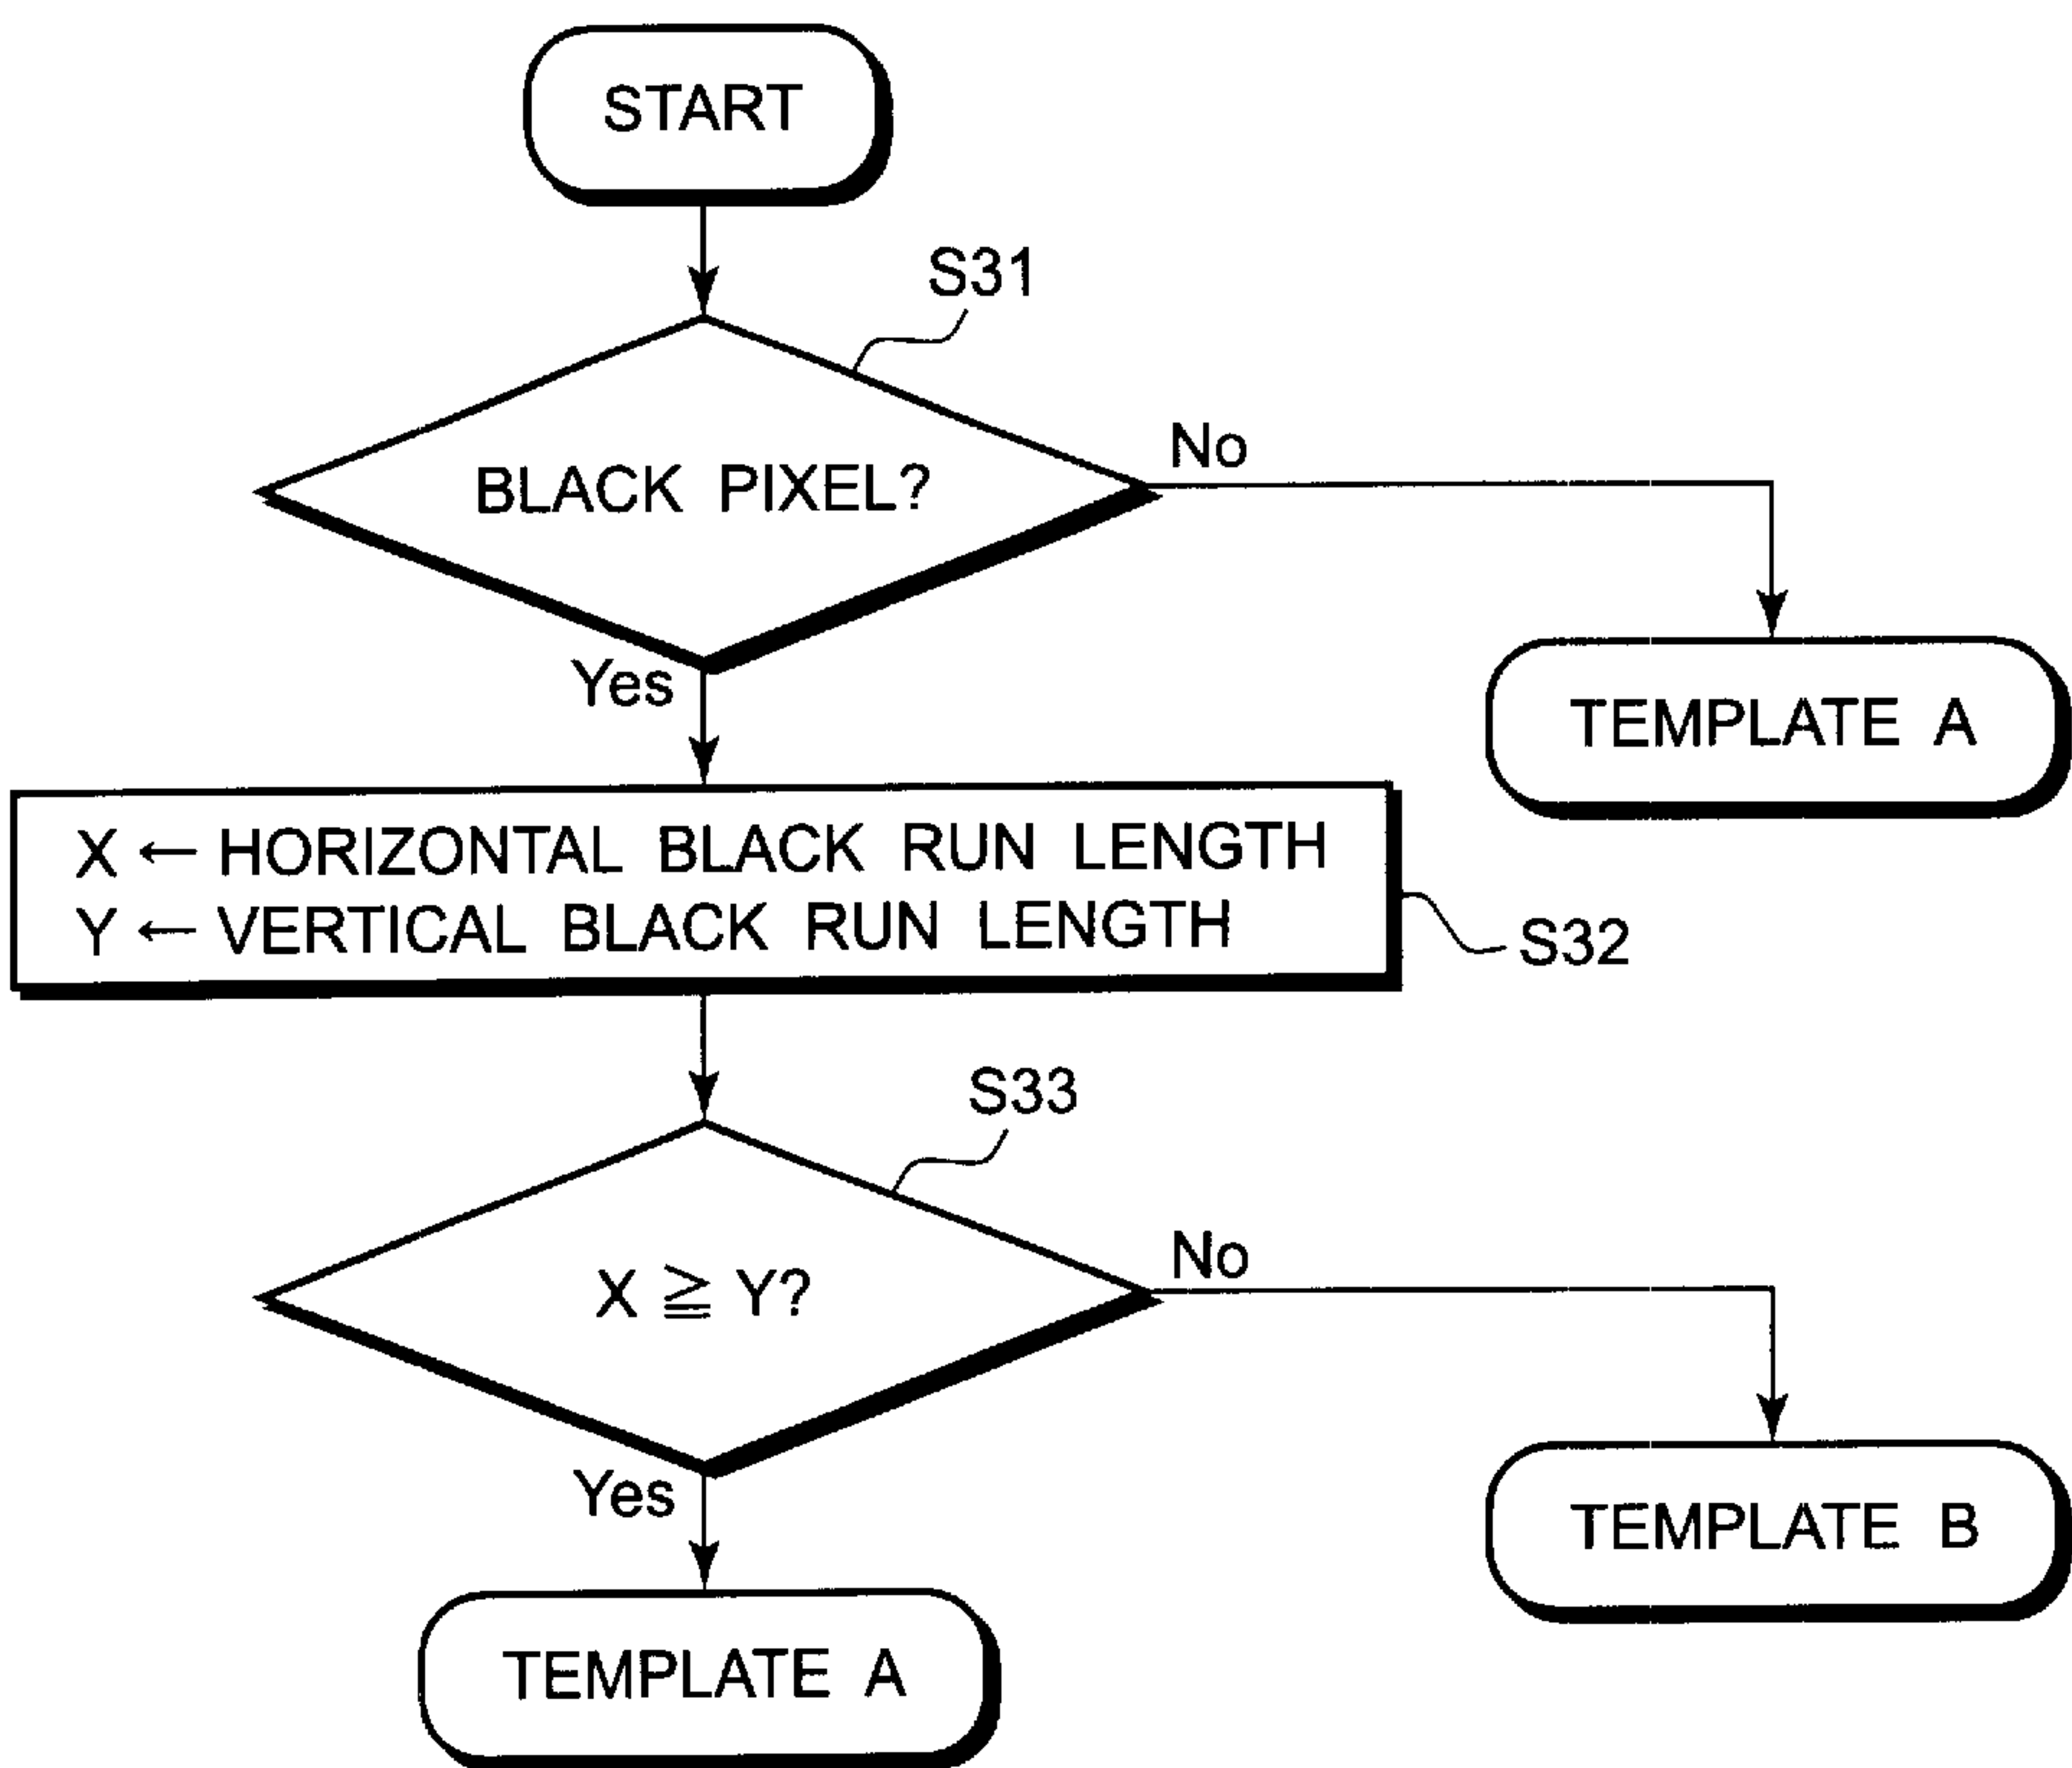 START
S31
BLACK PIXEL?
No
Yes
TEMPLATE A
X ← HORIZONTAL BLACK RUN LENGTH
Y ← VERTICAL BLACK RUN LENGTH
S32
S33
X ≧ Y?
No
Yes
TEMPLATE B
TEMPLATE A